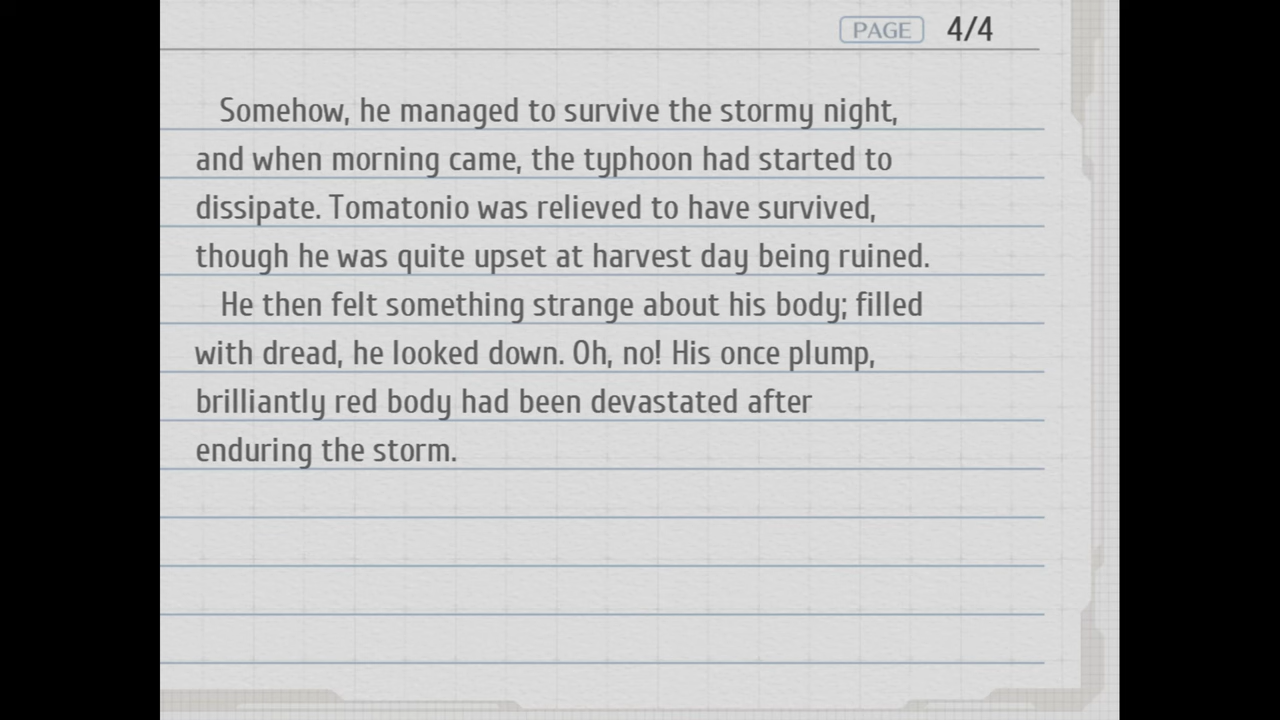 PAGE 4/4
Somehow, he managed to survive the stormy night,
and when morning came, the typhoon had started to
dissipate. Tomatonio was relieved to have survived,
though he was quite upset at harvest day being ruined.
He then felt something strange about his body; filled
with dread, he looked down. Oh, no! His once plump,
brilliantly red body had been devastated after
enduring the storm.